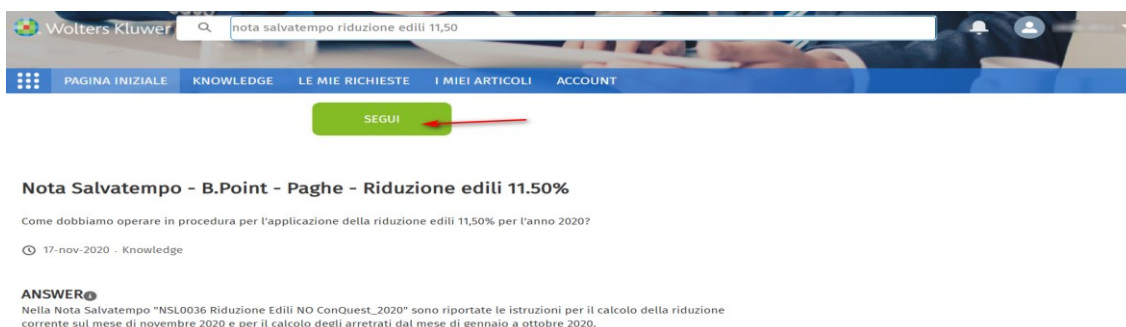 Wolters Kluwer
nota salvatempo riduzione edili 11,50
PAGINA INIZIALE KNOWLEDGE LE MIE RICHIESTE I MIEI ARTICOLI ACCOUNT
SEGUI
Nota Salvatempo - B.Point - Paghe - Riduzione edili 11.50%
Come dobbiamo operare in procedura per l'applicazione della riduzione edili 11,50% per l'anno 2020?
17-nov-2020 - Knowledge
ANSWER
Nella Nota Salvatempo "NSL0036 Riduzione Edili NO ConQuest_2020" sono riportate le istruzioni per il calcolo della riduzione
corrente sul mese di novembre 2020 e per il calcolo degli arretrati dal mese di gennaio a ottobre 2020.